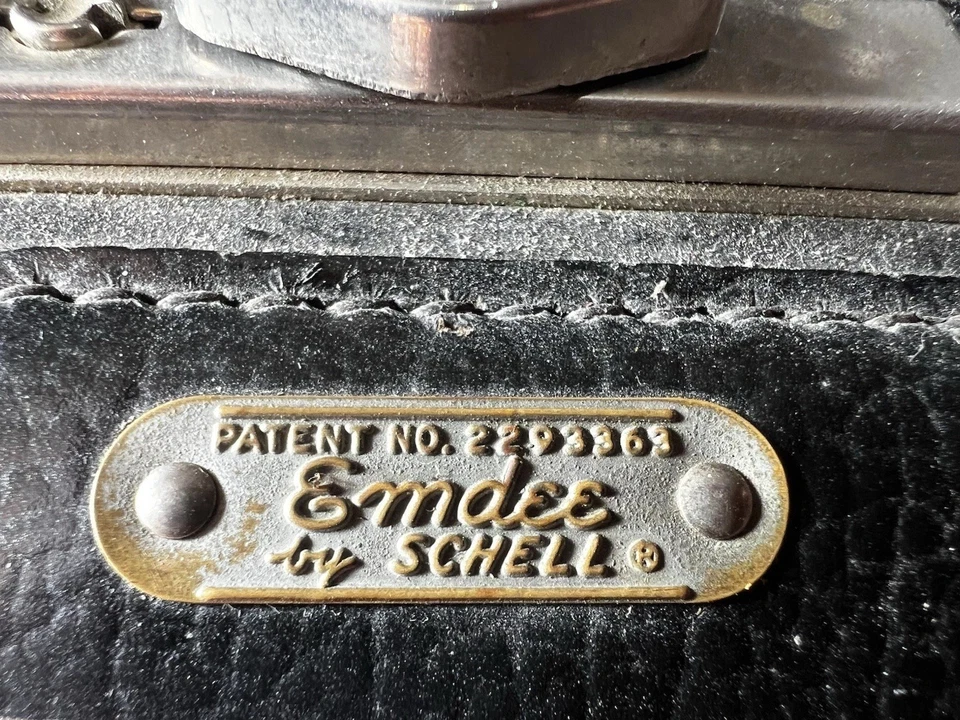 PATENT NO. 2293363
Emdee
by SCHELL ®